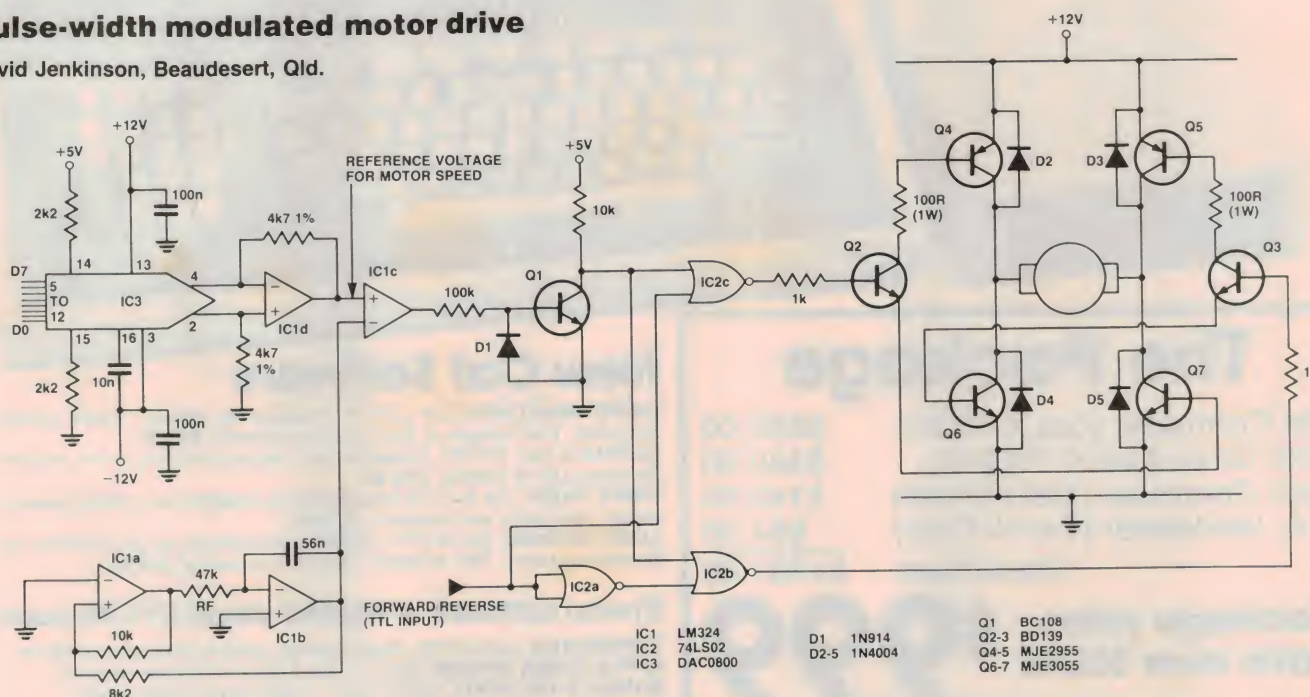 ulse-width modulated motor drive
vid Jenkinson, Beaudesert, Qld.
+12V
+5V
100n
2k2
14
13
D7
5
TO
12
D0
IC3
4
2
15
16
3
2k2
10n
100n
−12V
4k7 1%
IC1d
4k7
1%
REFERENCE VOLTAGE
FOR MOTOR SPEED
IC1c
+
−
100k
D1
Q1
+5V
10k
IC2c
1k
Q2
+12V
Q4
D2
D3
Q5
100R
(1W)
100R
(1W)
Q3
Q6
D4
D5
Q7
1
IC1a
−
+
10k
8k2
47k
RF
56n
−
+
IC1b
FORWARD REVERSE
(TTL INPUT)
IC2a
IC2b
IC1 LM324
IC2 74LS02
IC3 DAC0800
D1 1N914
D2-5 1N4004
Q1 BC108
Q2-3 BD139
Q4-5 MJE2955
Q6-7 MJE3055